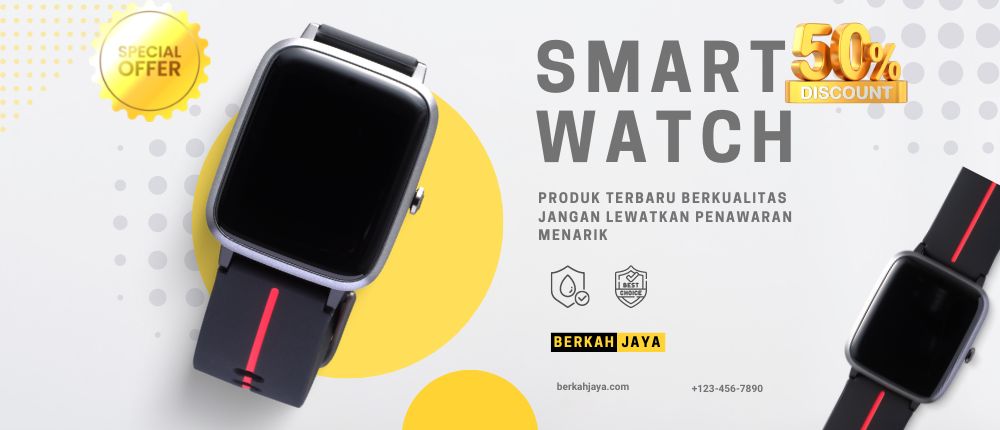 SPECIAL
OFFER
SMART
WATCH
50%
DISCOUNT
PRODUK TERBARU BERKUALITAS
JANGAN LEWATKAN PENAWARAN
MENARIK
BEST
CHOICE
BERKAH JAYA
berkahjaya.com
+123-456-7890